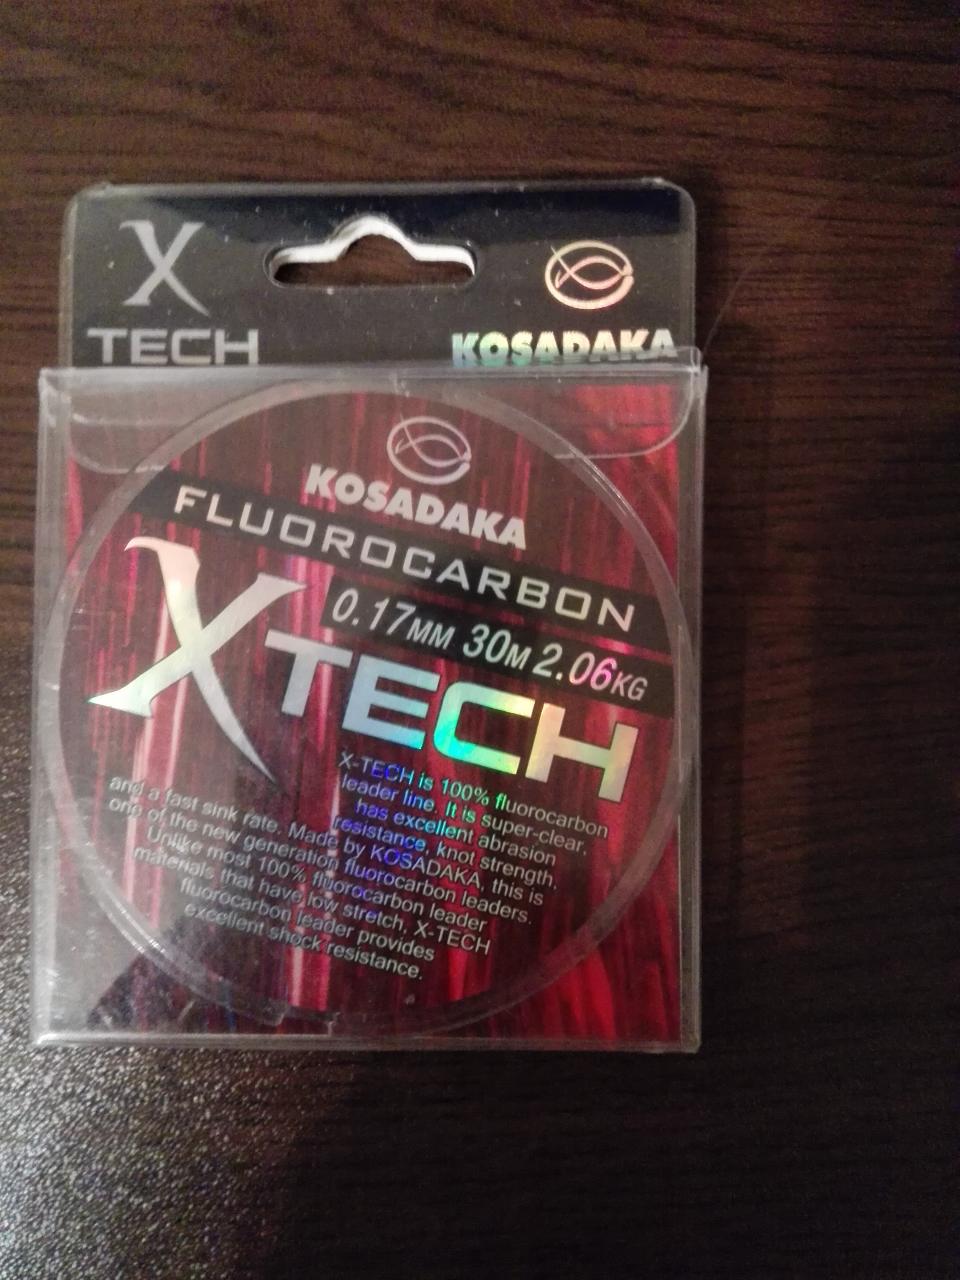 X
TECH
KOSADAKA
KOSADAKA
FLUOROCARBON
0.17MM 30M 2.06KG
XTECH
X-TECH is 100% fluorocarbon
leader line. It is super-clear,
has excellent abrasion
resistance, knot strength,
and a fast sink rate. Made by KOSADAKA, this is
one of the new generation fluorocarbon leaders.
Unlike most 100% fluorocarbon leader
materials that have low stretch, X-TECH
fluorocarbon leader provides
excellent shock resistance.